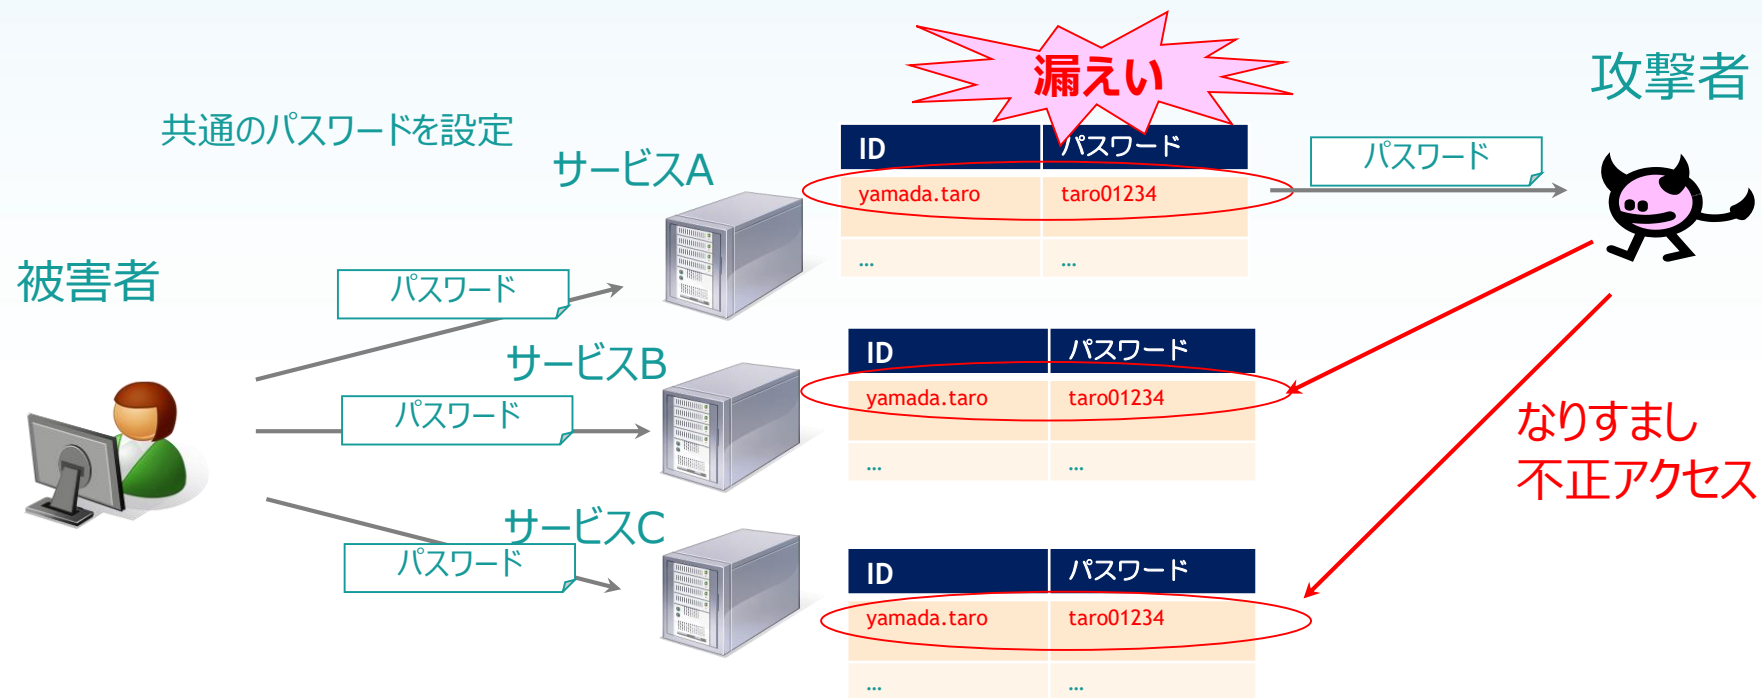 漏えい
攻撃者
共通のパスワードを設定
サービスA
ID パスワード
yamada.taro taro01234
... ...
パスワード
被害者
パスワード
サービスB
ID パスワード
yamada.taro taro01234
... ...
パスワード
なりすまし
不正アクセス
サービスC
パスワード
ID パスワード
yamada.taro taro01234
... ...